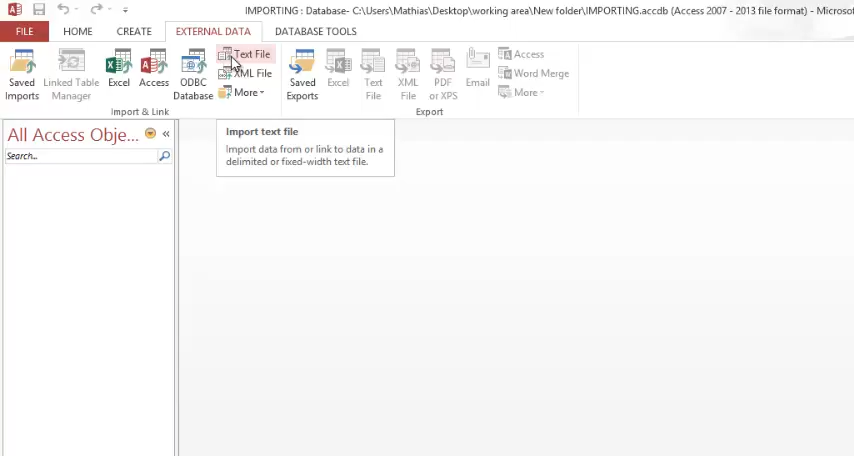 IMPORTING : Database- C:\Users\Mathias\Desktop\working area\New folder\IMPORTING.accdb (Access 2007 - 2013 file format) - Microsof
FILE HOME CREATE EXTERNAL DATA DATABASE TOOLS
Saved Imports
Linked Table Manager
Excel
Access
ODBC Database
Text File
XML File
More
Import & Link
Saved Exports
Excel
Text File
XML File
PDF or XPS
Email
Access
Word Merge
More
Export
Import text file
Import data from or link to data in a
delimited or fixed-width text file.
All Access Obje... «
Search...